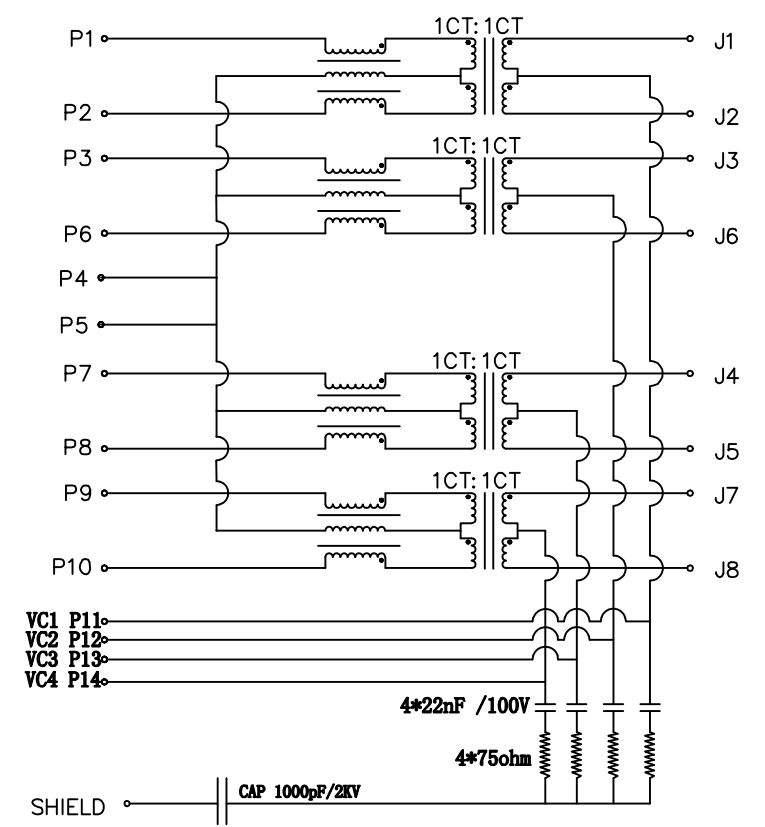 1CT: 1CT
P1 J1
P2 J2
1CT: 1CT
P3 J3
P6 J6
P4
P5
1CT: 1CT
P7 J4
P8 J5
1CT: 1CT
P9 J7
P10 J8
VC1 P11
VC2 P12
VC3 P13
VC4 P14
4*22nF /100V
4*75ohm
CAP 1000pF/2KV
SHIELD